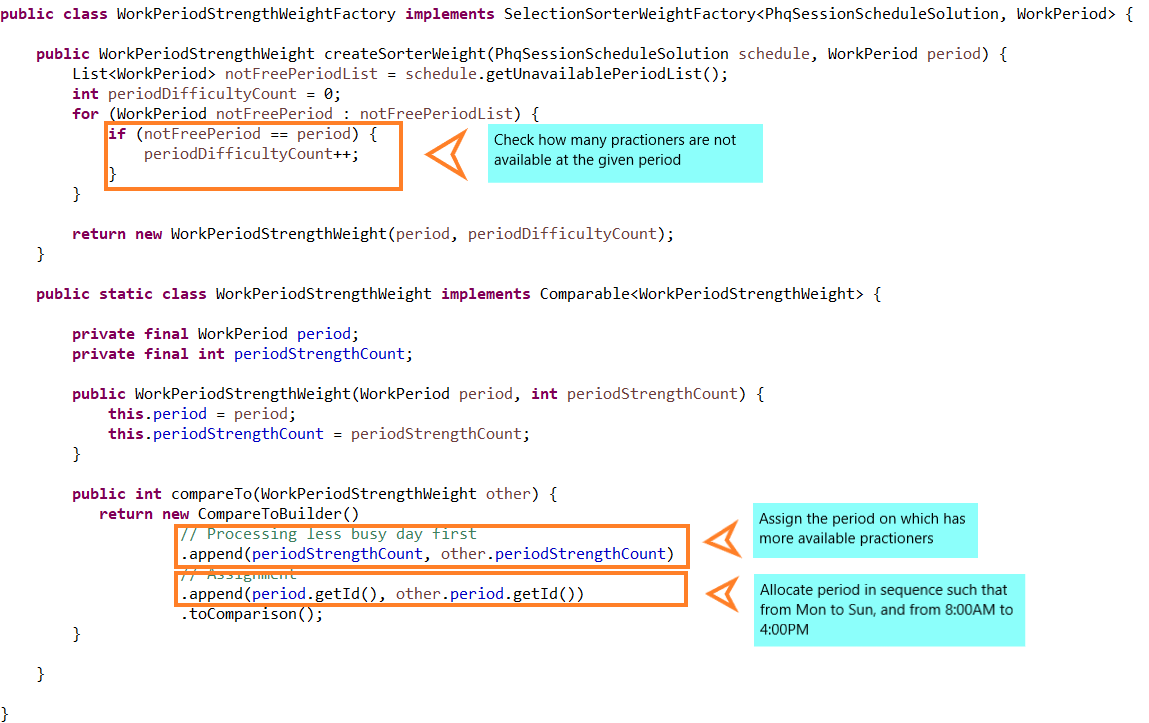 public class WorkPeriodStrengthWeightFactory implements SelectionSorterWeightFactory<PhqSessionScheduleSolution, WorkPeriod> {
public WorkPeriodStrengthWeight createSorterWeight(PhqSessionScheduleSolution schedule, WorkPeriod period) {
List<WorkPeriod> notFreePeriodList = schedule.getUnavailablePeriodList();
int periodDifficultyCount = 0;
for (WorkPeriod notFreePeriod : notFreePeriodList) {
if (notFreePeriod == period) {
periodDifficultyCount++;
}
Check how many practioners are not
available at the given period
}
return new WorkPeriodStrengthWeight(period, periodDifficultyCount);
}
public static class WorkPeriodStrengthWeight implements Comparable<WorkPeriodStrengthWeight> {
private final WorkPeriod period;
private final int periodStrengthCount;
public WorkPeriodStrengthWeight(WorkPeriod period, int periodStrengthCount) {
this.period = period;
this.periodStrengthCount = periodStrengthCount;
}
public int compareTo(WorkPeriodStrengthWeight other) {
return new CompareToBuilder()
// Processing less busy day first
.append(periodStrengthCount, other.periodStrengthCount)
Assign the period on which has
more available practioners
// Assignment
.append(period.getId(), other.period.getId())
Allocate period in sequence such that
from Mon to Sun, and from 8:00AM to
4:00PM
.toComparison();
}
}
}